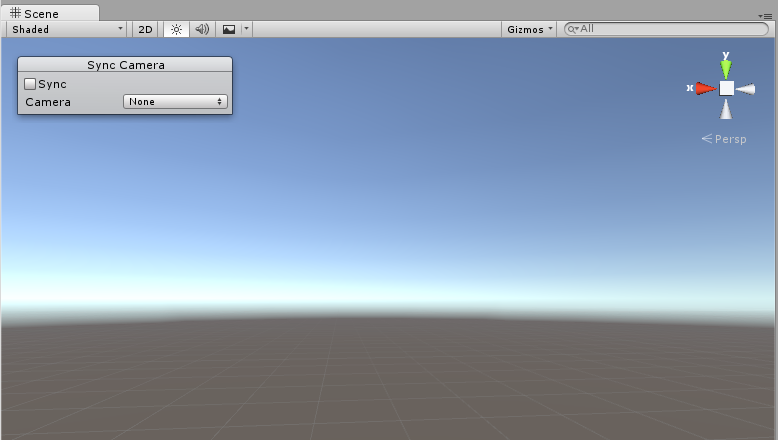 Scene
Shaded 2D Gizmos All
Sync Camera
Sync
Camera None
y
x
Persp